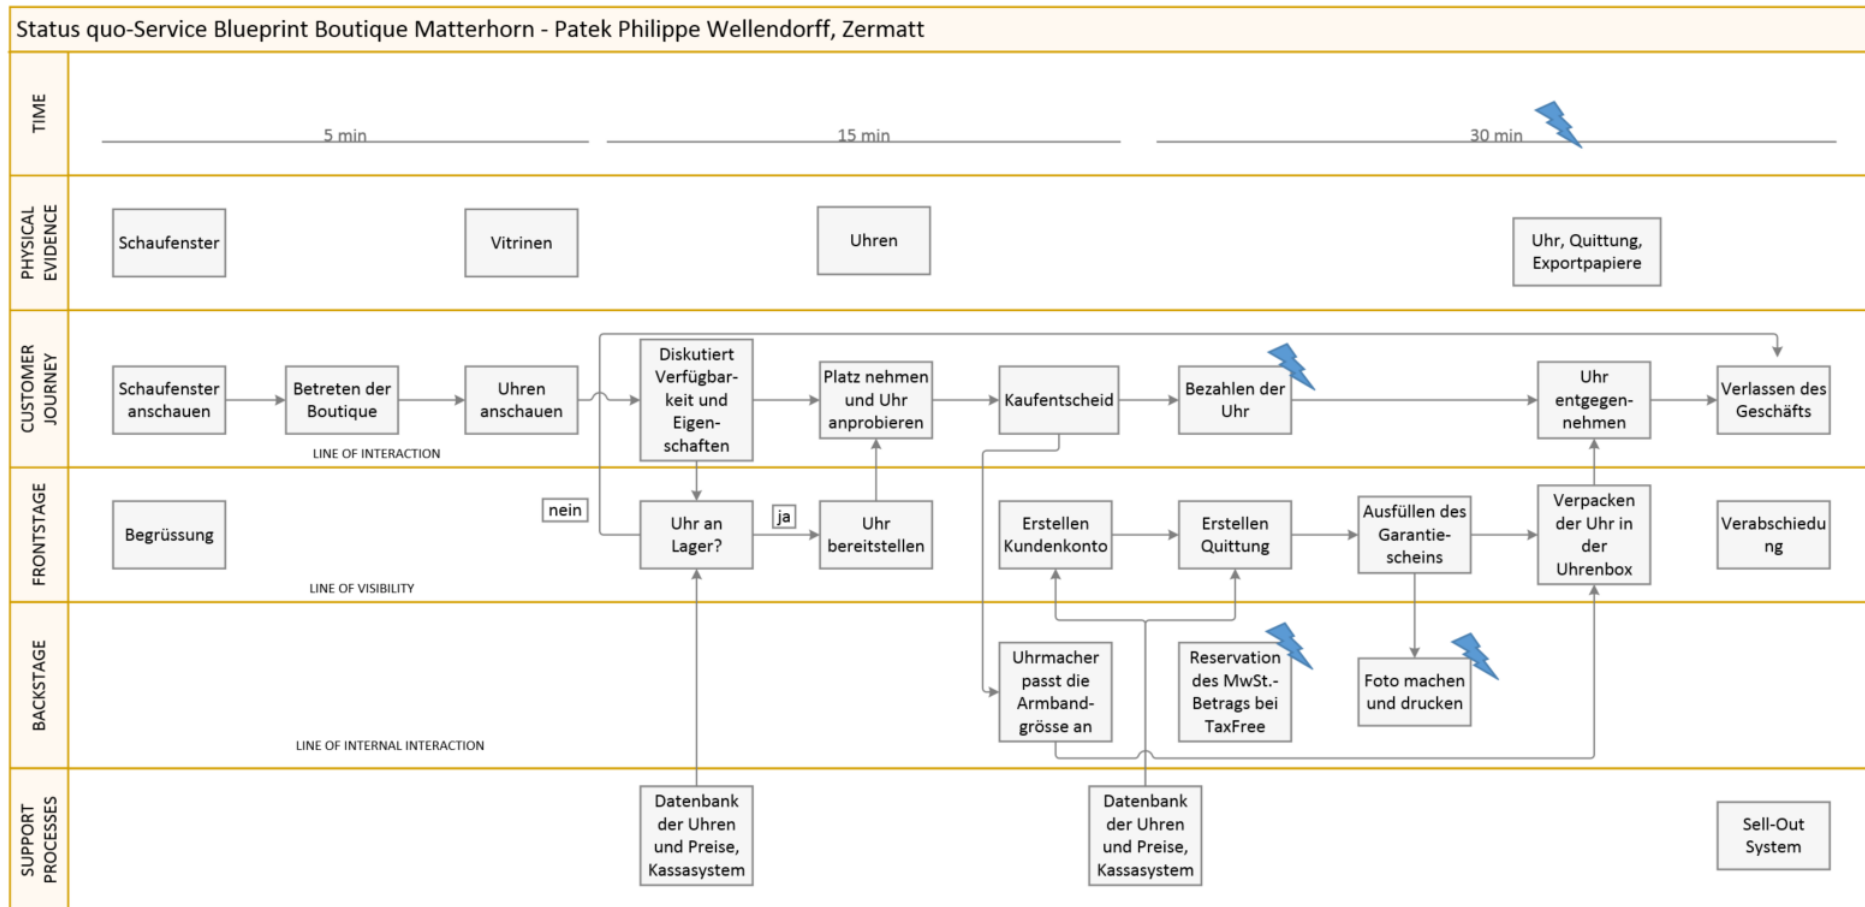 Status quo-Service Blueprint Boutique Matterhorn - Patek Philippe Wellendorff, Zermatt
TIME
5 min
15 min
30 min
PHYSICAL
EVIDENCE
Schaufenster
Vitrinen
Uhren
Uhr, Quittung,
Exportpapiere
CUSTOMER
JOURNEY
Schaufenster
anschauen
Betreten der
Boutique
Uhren
anschauen
Diskutiert
Verfügbar-
keit und
Eigen-
schaften
Platz nehmen
und Uhr
anprobieren
Kaufentscheid
Bezahlen der
Uhr
Uhr
entgegen-
nehmen
Verlassen des
Geschäfts
LINE OF INTERACTION
FRONTSTAGE
Begrüssung
nein
Uhr an
Lager?
ja
Uhr
bereitstellen
Erstellen
Kundenkonto
Erstellen
Quittung
Ausfüllen des
Garantie-
scheins
Verpacken
der Uhr in
der
Uhrenbox
Verabschiedu
ng
LINE OF VISIBILITY
BACKSTAGE
Uhrmacher
passt die
Armband-
grösse an
Reservation
des MwSt.-
Betrags bei
TaxFree
Foto machen
und drucken
LINE OF INTERNAL INTERACTION
SUPPORT
PROCESSES
Datenbank
der Uhren
und Preise,
Kassasystem
Datenbank
der Uhren
und Preise,
Kassasystem
Sell-Out
System